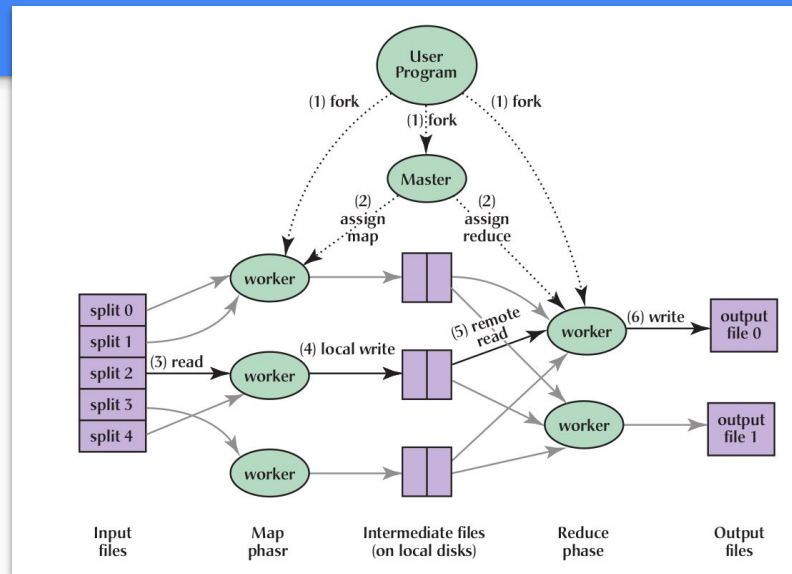 User
Program
(1) fork
(1) fork
(1) fork
Master
(2)
assign
map
(2)
assign
reduce
worker
split 0
split 1
split 2
split 3
split 4
(3) read
worker
(4) local write
(5) remote
read
worker
(6) write
output
file 0
worker
output
file 1
worker
Input
files
Map
phasr
Intermediate files
(on local disks)
Reduce
phase
Output
files